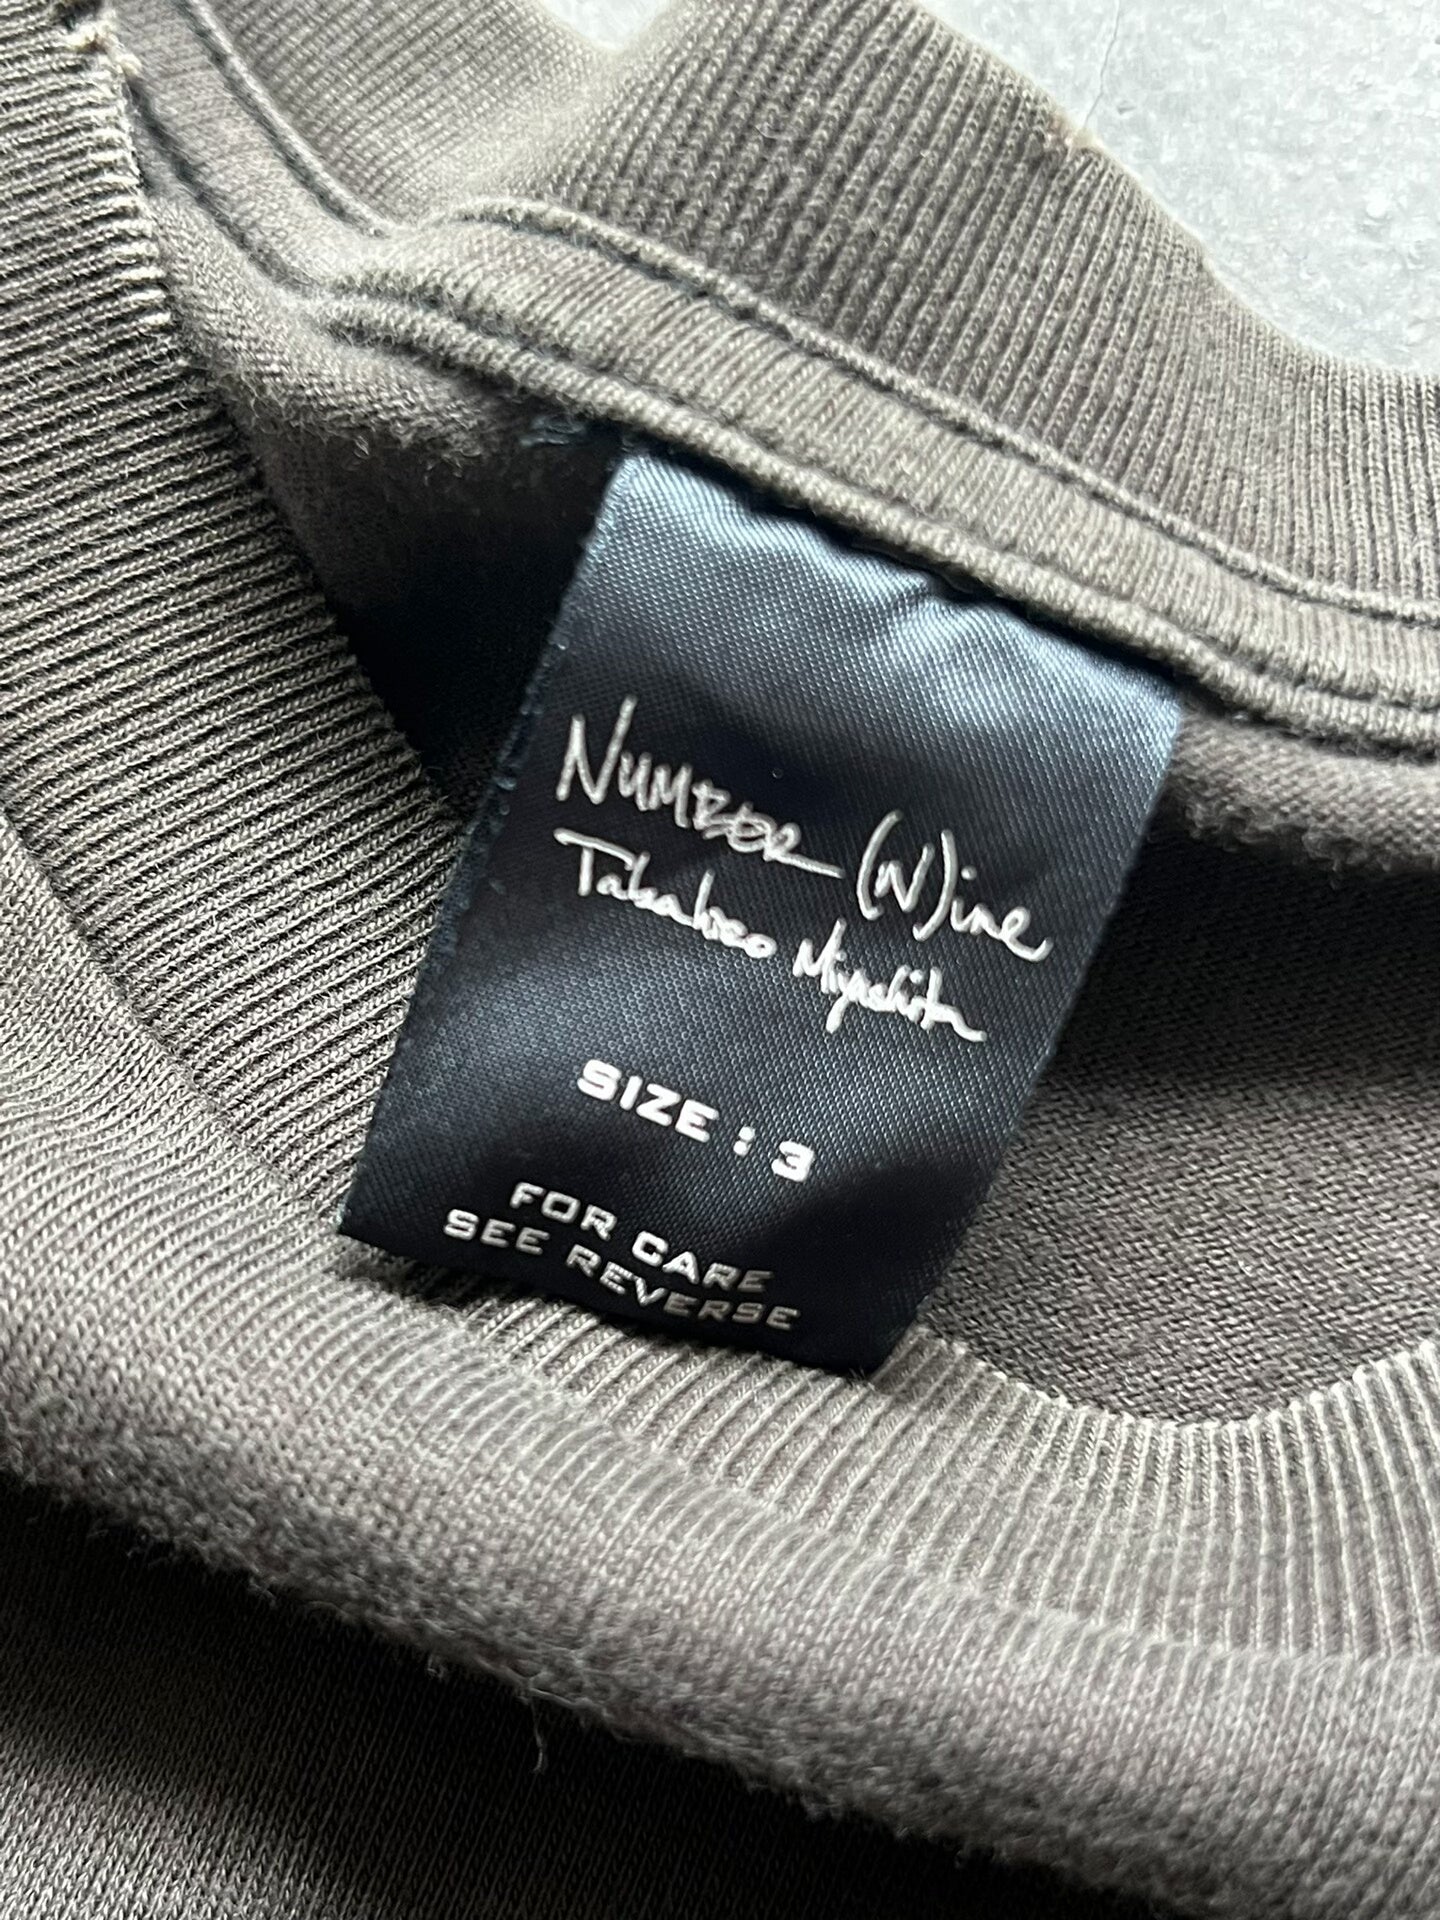 Number (N)ine
Takahiro Miyashita
SIZE : 3
FOR CARE
SEE REVERSE